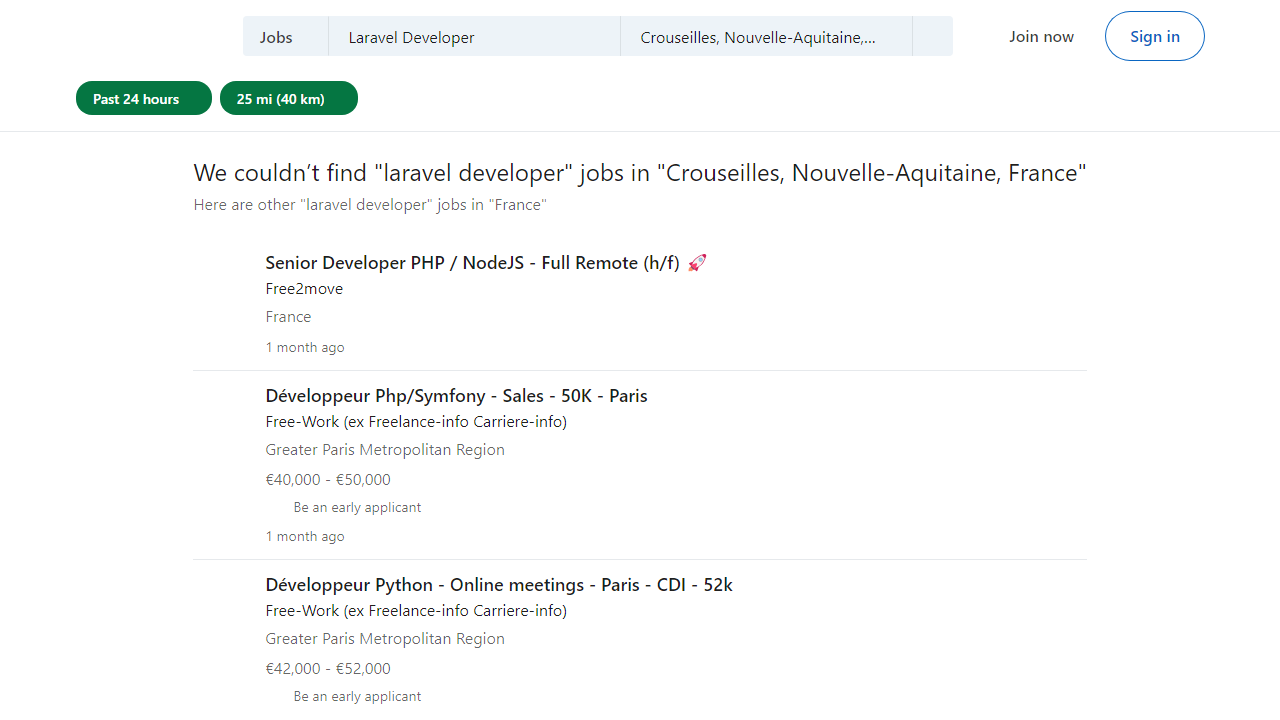 Jobs
Laravel Developer
Crouseilles, Nouvelle-Aquitaine,...
Join now
Sign in
Past 24 hours
25 mi (40 km)
We couldn’t find "laravel developer" jobs in "Crouseilles, Nouvelle-Aquitaine, France"
Here are other "laravel developer" jobs in "France"
Senior Developer PHP / NodeJS - Full Remote (h/f) 🚀
Free2move
France
1 month ago
Développeur Php/Symfony - Sales - 50K - Paris
Free-Work (ex Freelance-info Carriere-info)
Greater Paris Metropolitan Region
€40,000 - €50,000
Be an early applicant
1 month ago
Développeur Python - Online meetings - Paris - CDI - 52k
Free-Work (ex Freelance-info Carriere-info)
Greater Paris Metropolitan Region
€42,000 - €52,000
Be an early applicant